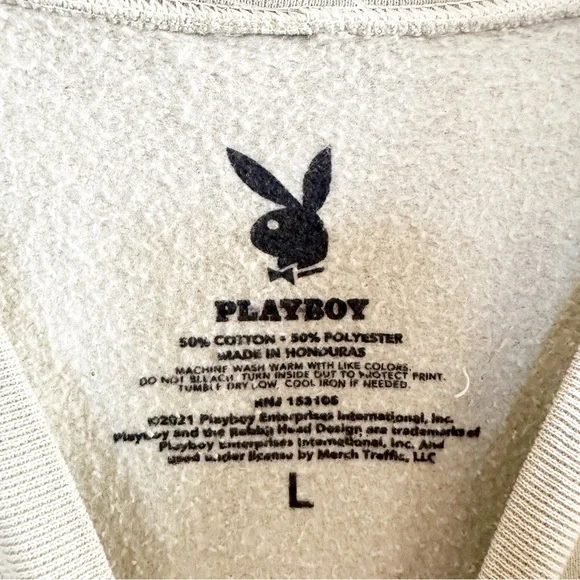 PLAYBOY
50% COTTON • 50% POLYESTER
MADE IN HONDURAS
MACHINE WASH WARM WITH LIKE COLORS.
DO NOT BLEACH. TURN INSIDE OUT TO PROTECT PRINT.
TUMBLE DRY LOW. COOL IRON IF NEEDED.
153106
©2021 Playboy Enterprises International, Inc.
Playboy and the Rabbit Head Design are trademarks of
Playboy Enterprises International, Inc. And
used under license by Merch Traffic, LLC
L